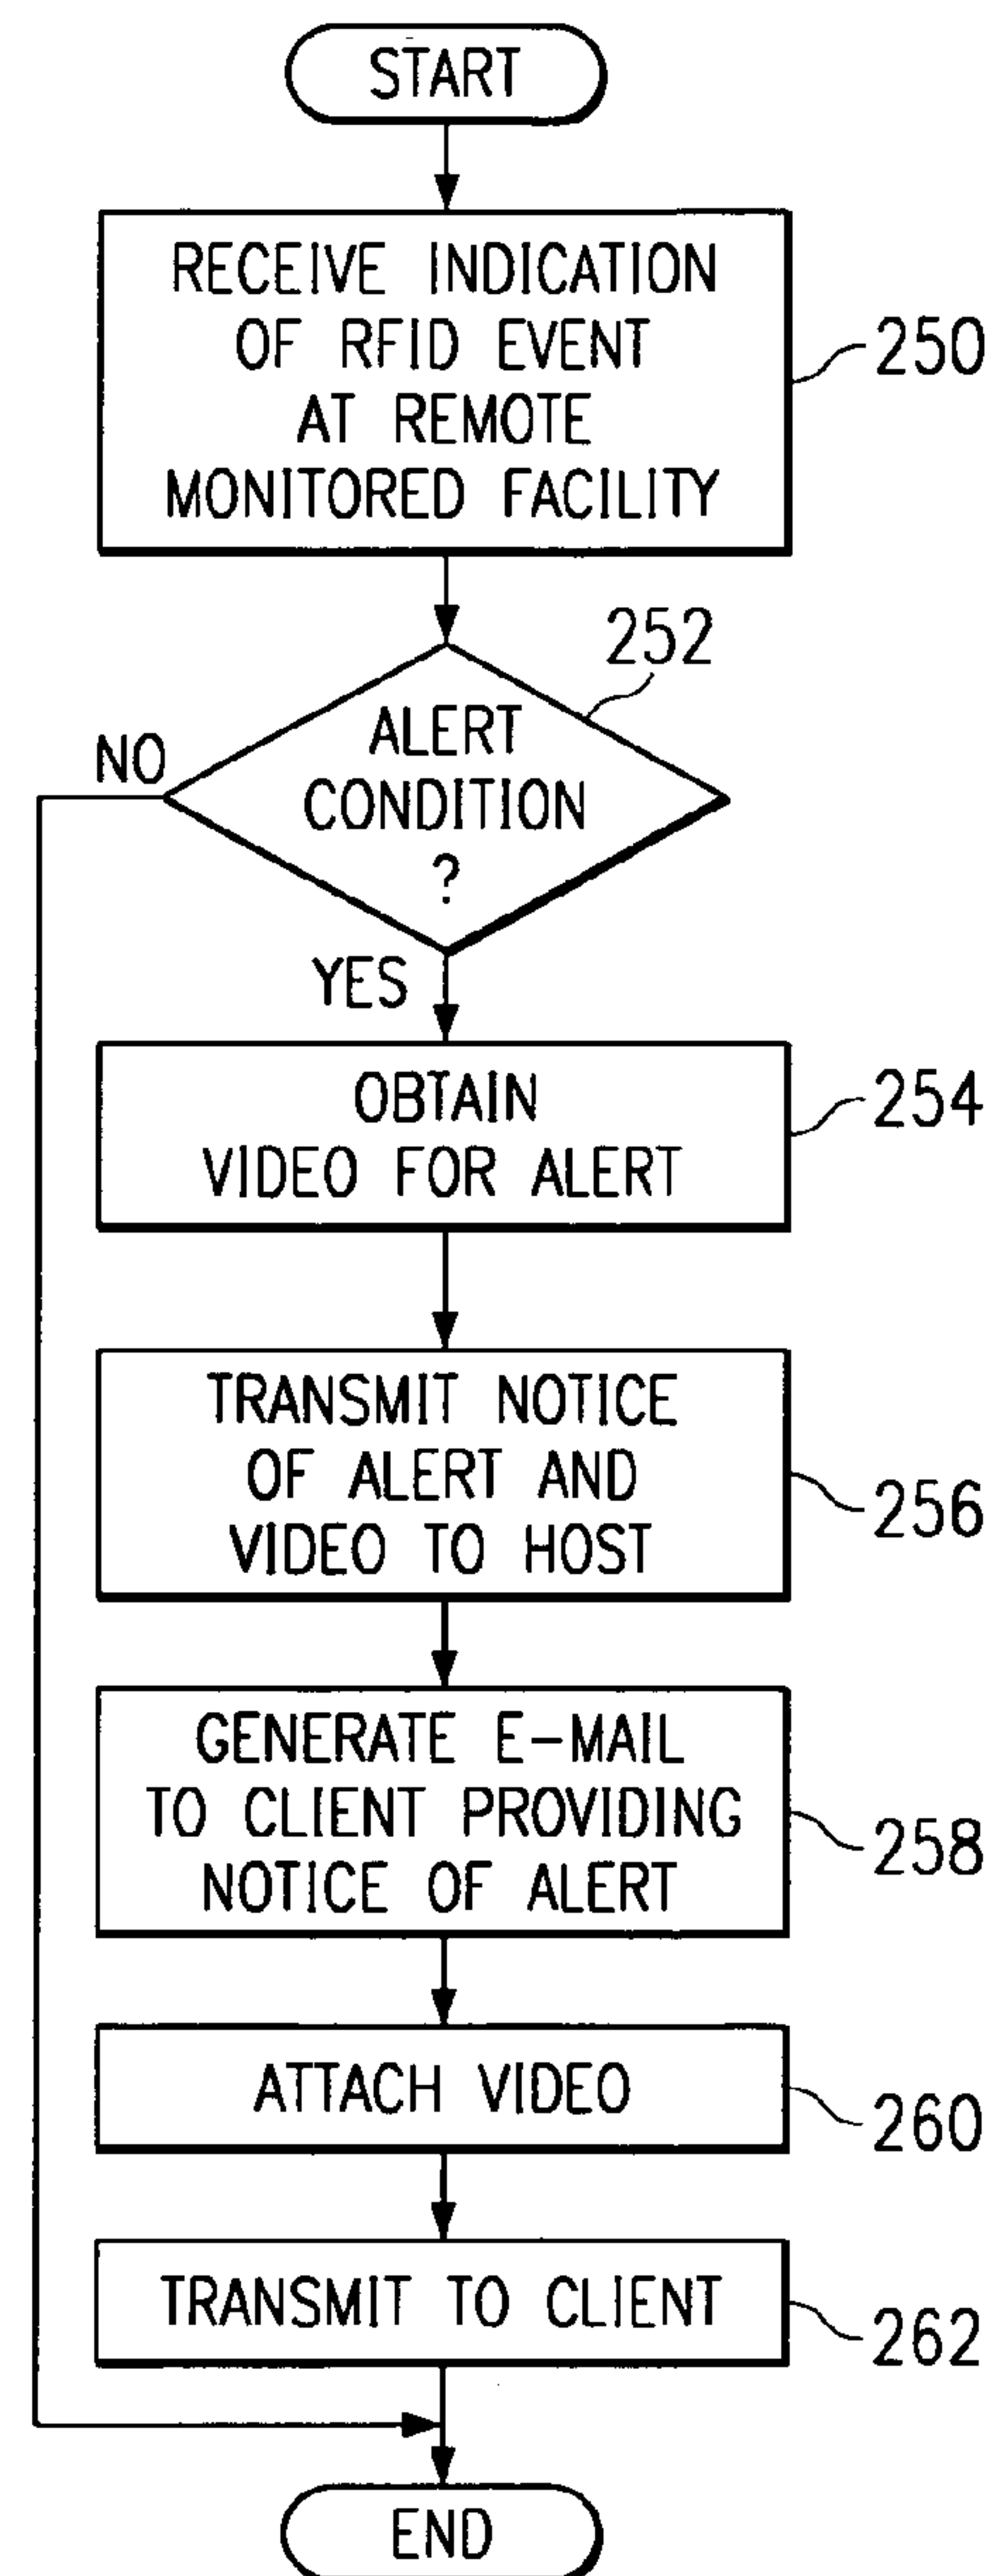 START
RECEIVE INDICATION
OF RFID EVENT
AT REMOTE
MONITORED FACILITY
250
252
ALERT
CONDITION
?
NO
YES
OBTAIN
VIDEO FOR ALERT
254
TRANSMIT NOTICE
OF ALERT AND
VIDEO TO HOST
256
GENERATE E-MAIL
TO CLIENT PROVIDING
NOTICE OF ALERT
258
ATTACH VIDEO
260
TRANSMIT TO CLIENT
262
END